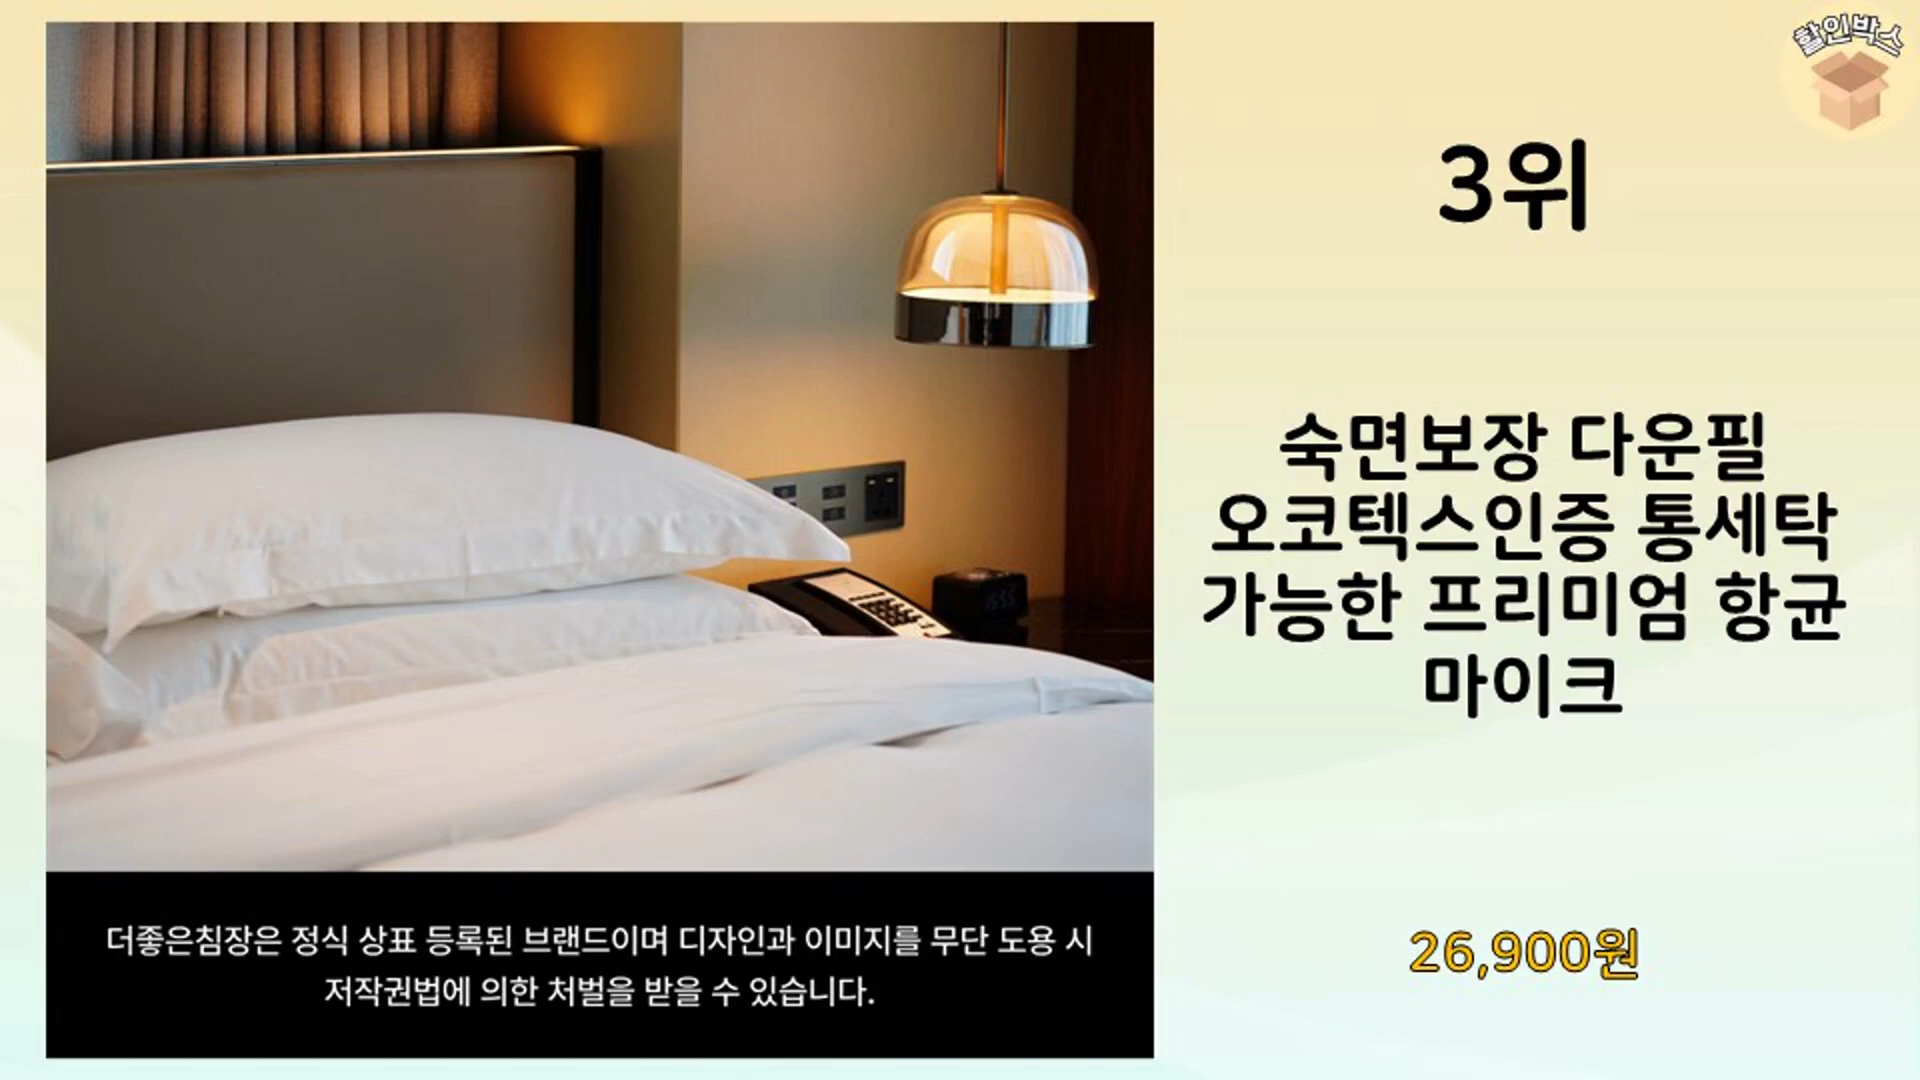 할인박스
3위
숙면보장 다운필
오코텍스인증 통세탁
가능한 프리미엄 항균
마이크
26,900원
더좋은침장은 정식 상표 등록된 브랜드이며 디자인과 이미지를 무단 도용 시
저작권법에 의한 처벌을 받을 수 있습니다.